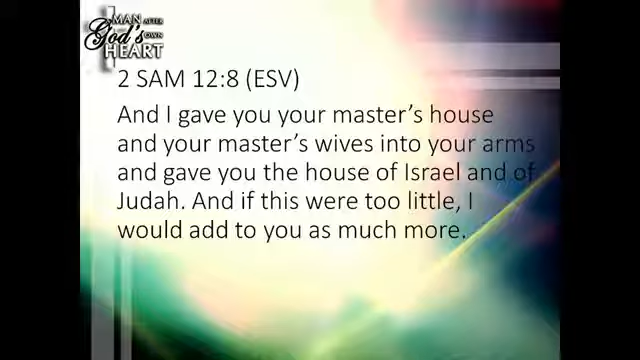 A MAN AFTER
God's OWN
HEART
2 SAM 12:8 (ESV)
And I gave you your master’s house
and your master’s wives into your arms
and gave you the house of Israel and of
Judah. And if this were too little, I
would add to you as much more.